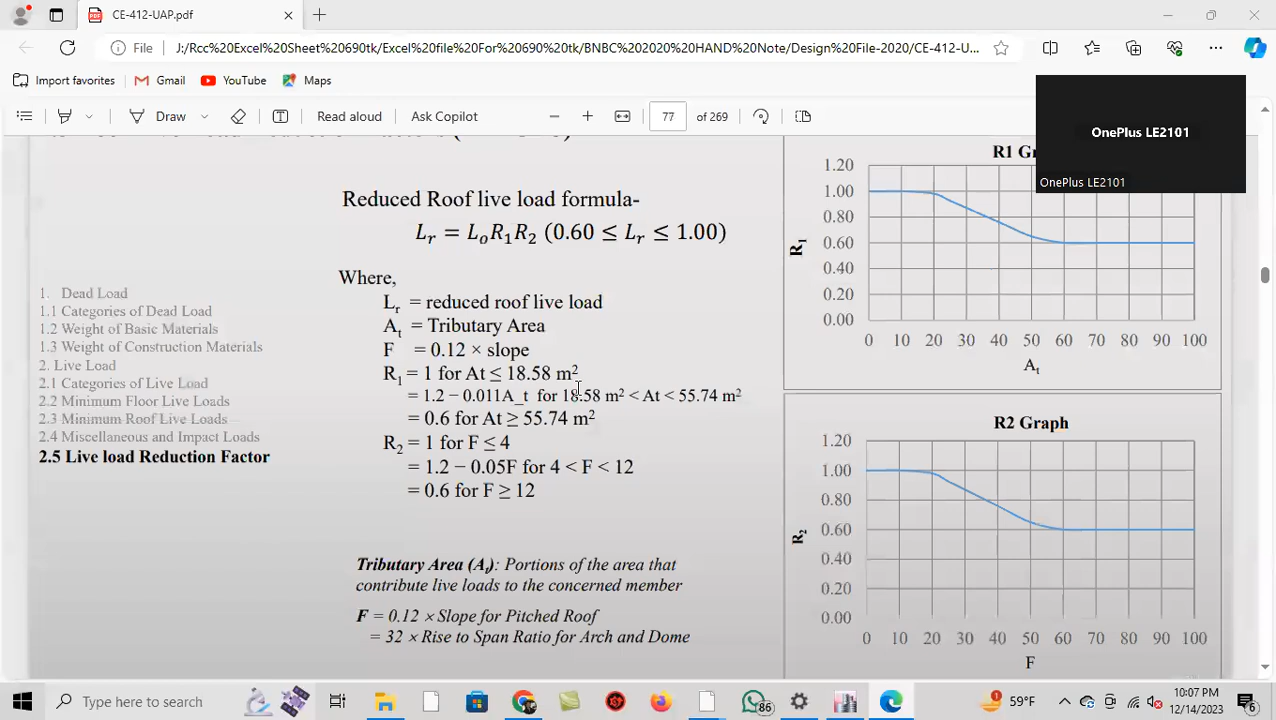 CE-412-UAP.pdf
File
J:/Rcc%20Excel%20Sheet%20690tk/Excel%20file%20For%20690%20tk/BNBC%202020%20HAND%20Note/Design%20File-2020/CE-412-U...
Import favorites
Gmail
YouTube
Maps
Draw
Read aloud
Ask Copilot
77 of 269
OnePlus LE2101
OnePlus LE2101
Reduced Roof live load formula-
Lr = LoR1R2 (0.60 ≤ Lr ≤ 1.00)
Where,
Lr = reduced roof live load
At = Tributary Area
F = 0.12 × slope
R1 = 1 for At ≤ 18.58 m²
= 1.2 − 0.011A_t for 18.58 m² < At < 55.74 m²
= 0.6 for At ≥ 55.74 m²
R2 = 1 for F ≤ 4
= 1.2 − 0.05F for 4 < F < 12
= 0.6 for F ≥ 12
Tributary Area (At): Portions of the area that
contribute live loads to the concerned member
F = 0.12 × Slope for Pitched Roof
= 32 × Rise to Span Ratio for Arch and Dome
1. Dead Load
1.1 Categories of Dead Load
1.2 Weight of Basic Materials
1.3 Weight of Construction Materials
2. Live Load
2.1 Categories of Live Load
2.2 Minimum Floor Live Loads
2.3 Minimum Roof Live Loads
2.4 Miscellaneous and Impact Loads
2.5 Live load Reduction Factor
R1 Gr
1.20
1.00
0.80
0.60
0.40
0.20
0.00
R1
0 10 20 30 40 50 60 70 80 90 100
At
R2 Graph
1.20
1.00
0.80
0.60
0.40
0.20
0.00
R2
0 10 20 30 40 50 60 70 80 90 100
F
Type here to search
86
1
59°F
10:07 PM
12/14/2023
6